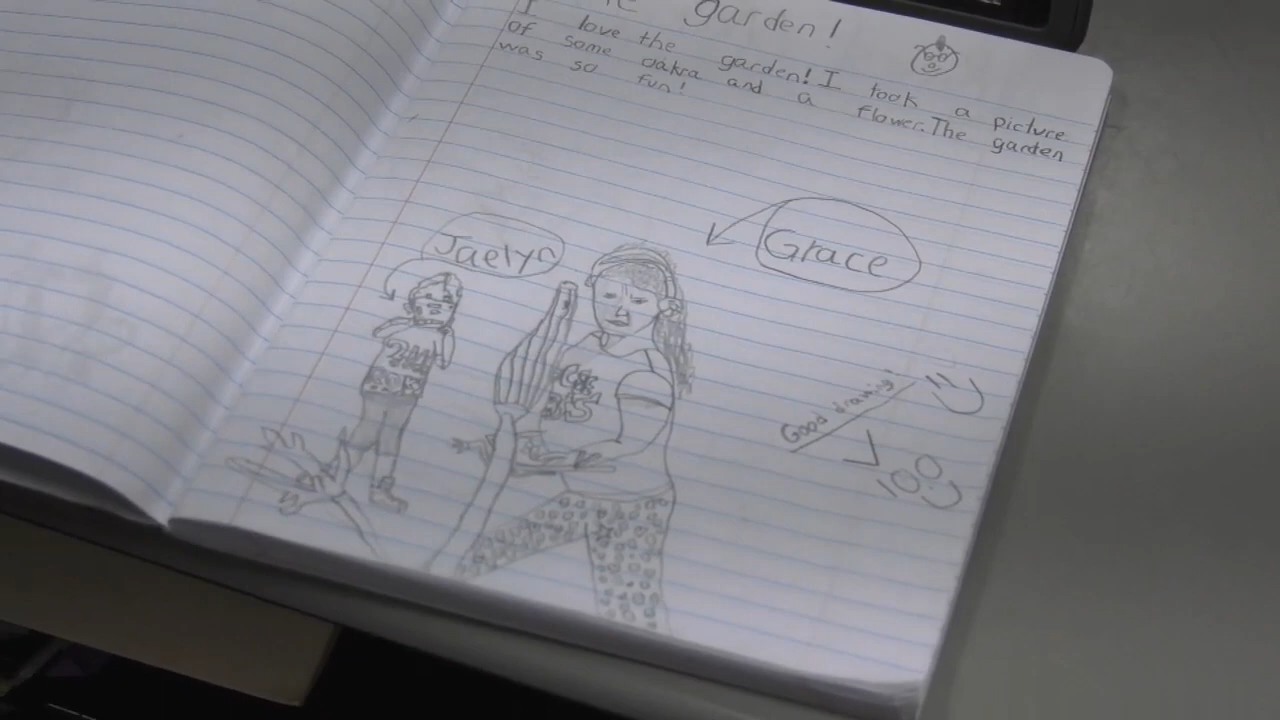 garden!
I love the garden! I took a picture
of some oakra and a flower. The garden
was so fun!
Jaelyn
Grace
Good drawing!
100